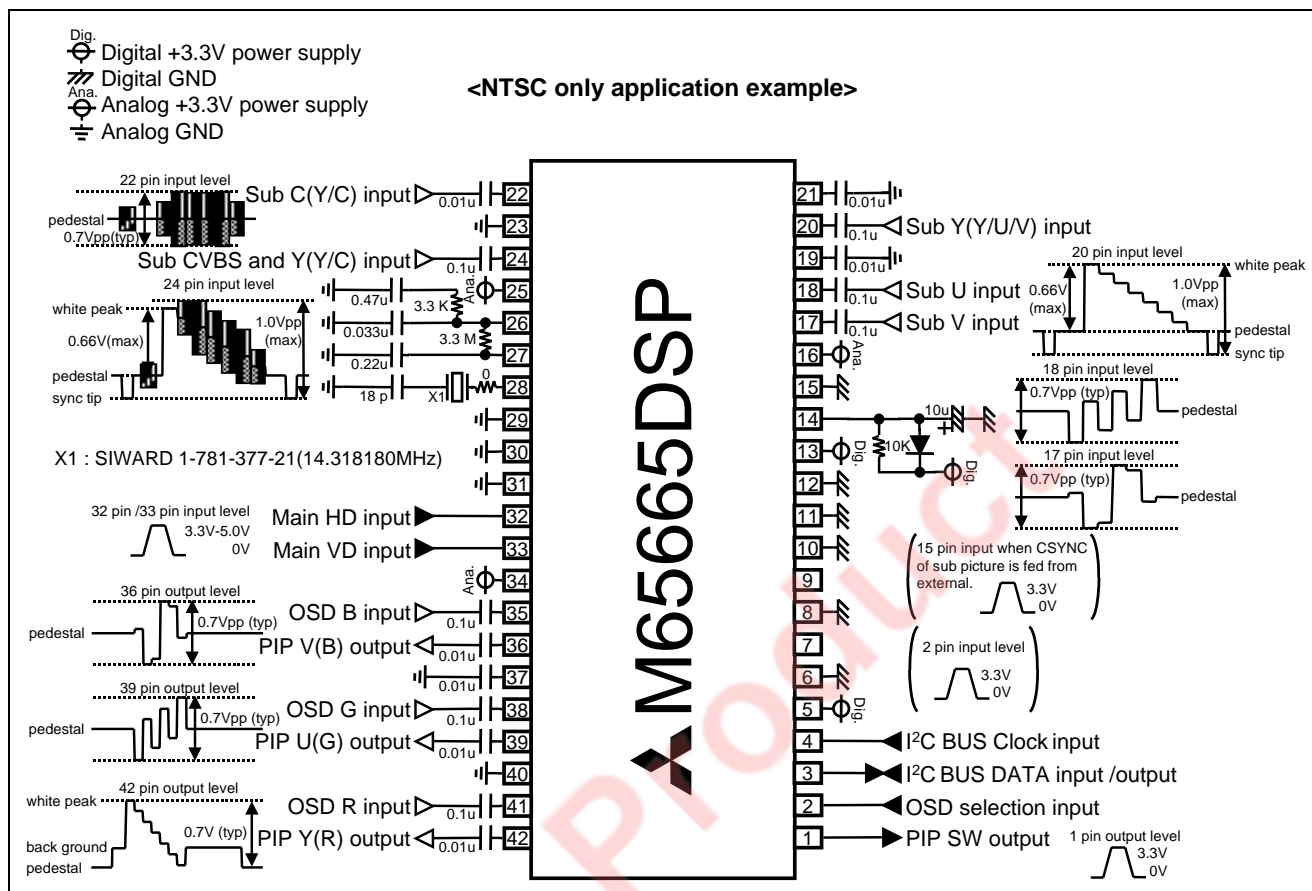 Dig.
Digital +3.3V power supply
Digital GND
Ana.
Analog +3.3V power supply
Analog GND
<NTSC only application example>
22 pin input level
pedestal
0.7Vpp(typ)
Sub C(Y/C) input
0.01u
22
23
Sub CVBS and Y(Y/C) input
0.1u
24
24 pin input level
white peak
0.66V(max)
1.0Vpp
(max)
pedestal
sync tip
0.47u
3.3 K
Ana.
25
0.033u
26
3.3 M
0.22u
27
18 p
X1
0
28
29
30
X1 : SIWARD 1-781-377-21(14.318180MHz)
31
32 pin /33 pin input level
3.3V-5.0V
0V
Main HD input
32
Main VD input
33
Ana.
34
36 pin output level
pedestal
0.7Vpp (typ)
OSD B input
0.1u
35
PIP V(B) output
0.01u
36
0.01u
37
39 pin output level
pedestal
0.7Vpp (typ)
OSD G input
0.1u
38
PIP U(G) output
0.01u
39
40
42 pin output level
white peak
back ground
pedestal
0.7V (typ)
OSD R input
0.1u
41
PIP Y(R) output
0.01u
42
M65665DSP
21
0.01u
20
0.1u
Sub Y(Y/U/V) input
19
0.01u
18
0.1u
Sub U input
17
0.1u
Sub V input
16
Ana.
15
14
10u
+
10K
Dig.
13
Dig.
12
11
10
9
8
7
6
5
Dig.
4
I²C BUS Clock input
3
I²C BUS DATA input /output
2
OSD selection input
1
PIP SW output
20 pin input level
white peak
0.66V
(max)
1.0Vpp
(max)
pedestal
sync tip
18 pin input level
0.7Vpp (typ)
pedestal
17 pin input level
0.7Vpp (typ)
pedestal
15 pin input when CSYNC
of sub picture is fed from
external.
3.3V
0V
2 pin input level
3.3V
0V
1 pin output level
3.3V
0V
Product